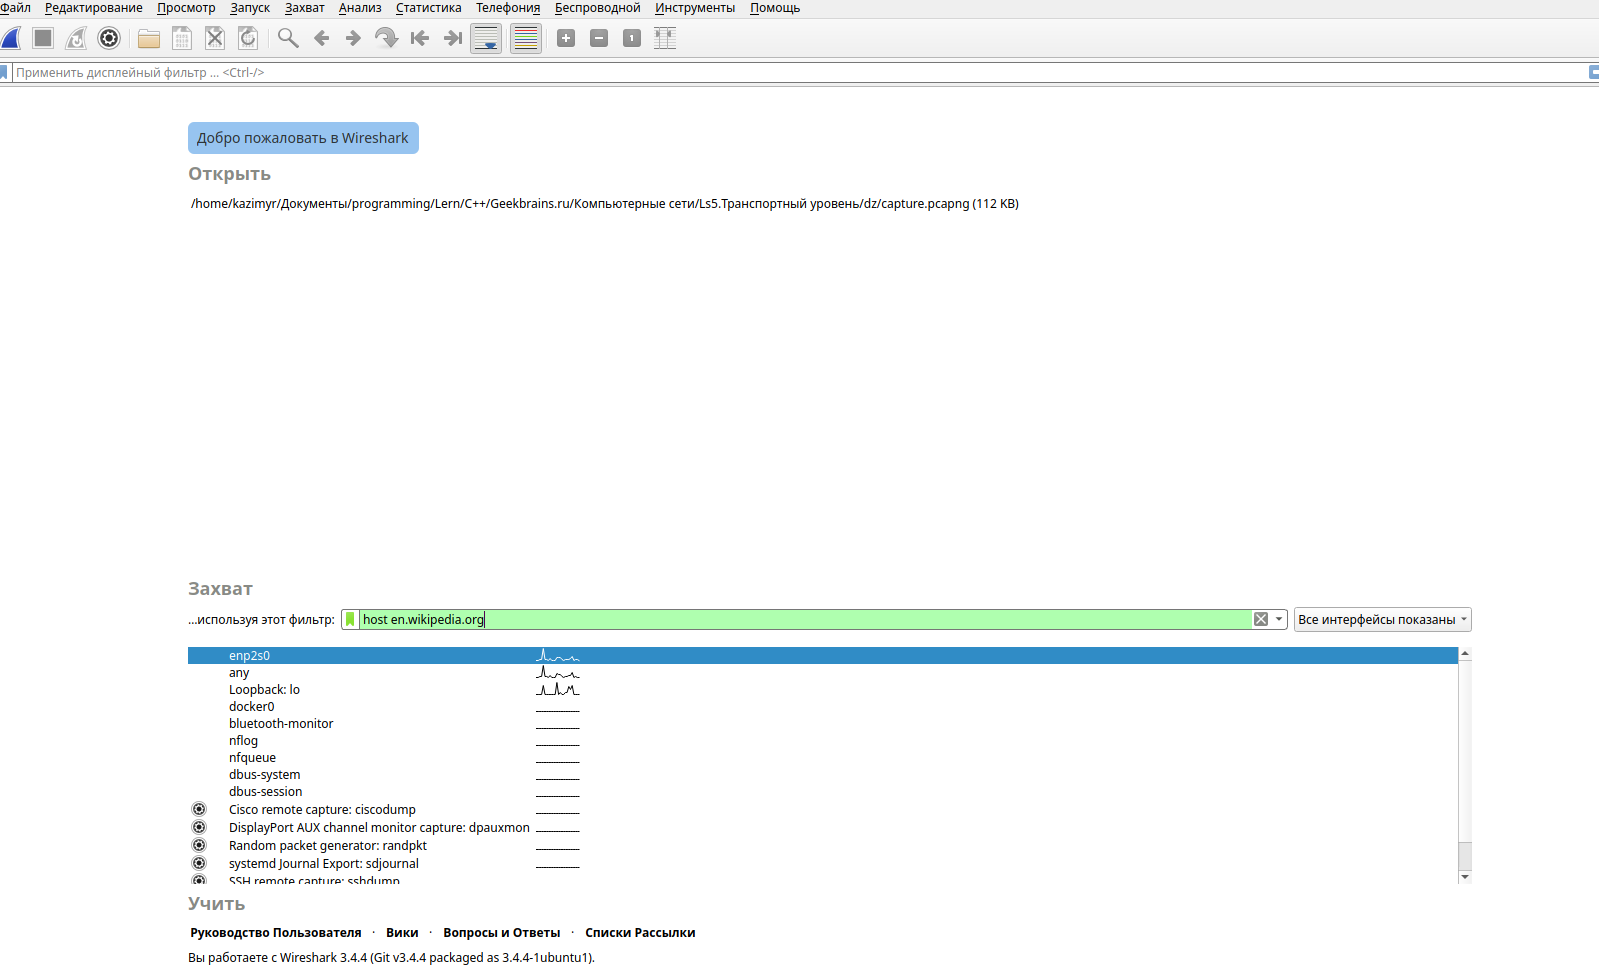 Файл Редактирование Просмотр Запуск Захват Анализ Статистика Телефония Беспроводной Инструменты Помощь
Применить дисплейный фильтр ... <Ctrl-/>
Добро пожаловать в Wireshark
Открыть
/home/kazimyr/Документы/programming/Lern/C++/Geekbrains.ru/Компьютерные сети/Ls5.Транспортный уровень/dz/capture.pcapng (112 KB)
Захват
...используя этот фильтр: host en.wikipedia.org Все интерфейсы показаны
enp2s0
any
Loopback: lo
docker0
bluetooth-monitor
nflog
nfqueue
dbus-system
dbus-session
Cisco remote capture: ciscodump
DisplayPort AUX channel monitor capture: dpauxmon
Random packet generator: randpkt
systemd Journal Export: sdjournal
SSH remote capture: sshdump
Учить
Руководство Пользователя · Вики · Вопросы и Ответы · Списки Рассылки
Вы работаете с Wireshark 3.4.4 (Git v3.4.4 packaged as 3.4.4-1ubuntu1).